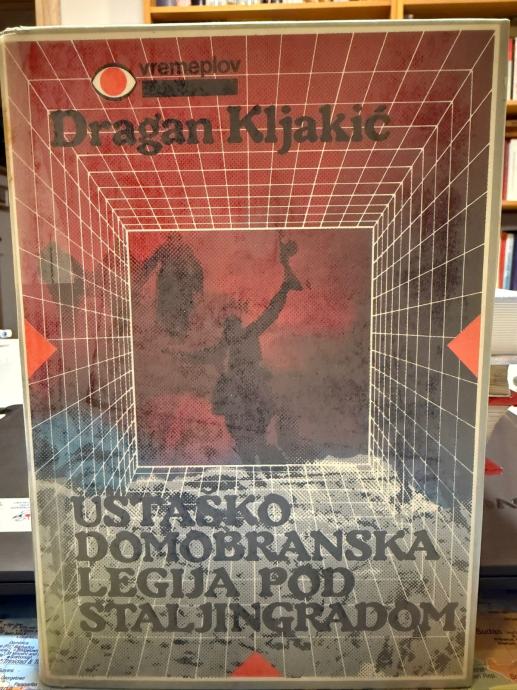 vremeplov
Dragan Kljakić
USTAŠKO
DOMOBRANSKA
LEGIJA POD
STALJINGRADOM